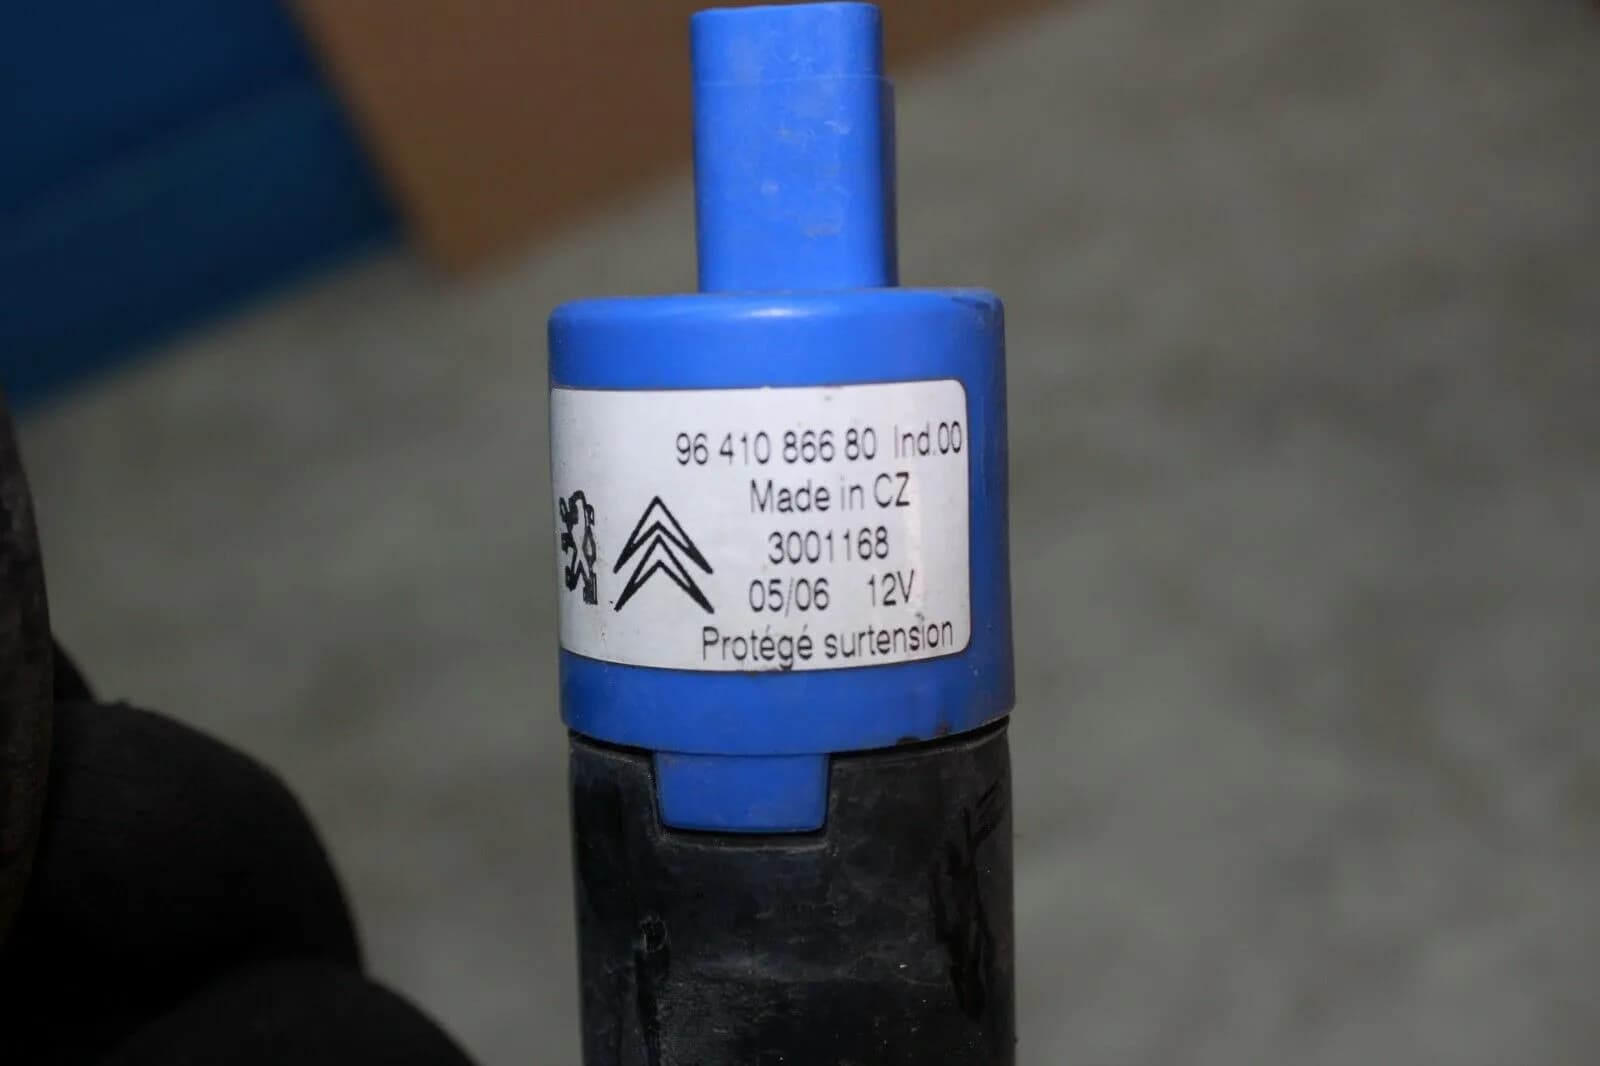 96 410 866 80 Ind.00
Made in CZ
3001168
05/06 12V
Protégé surtension